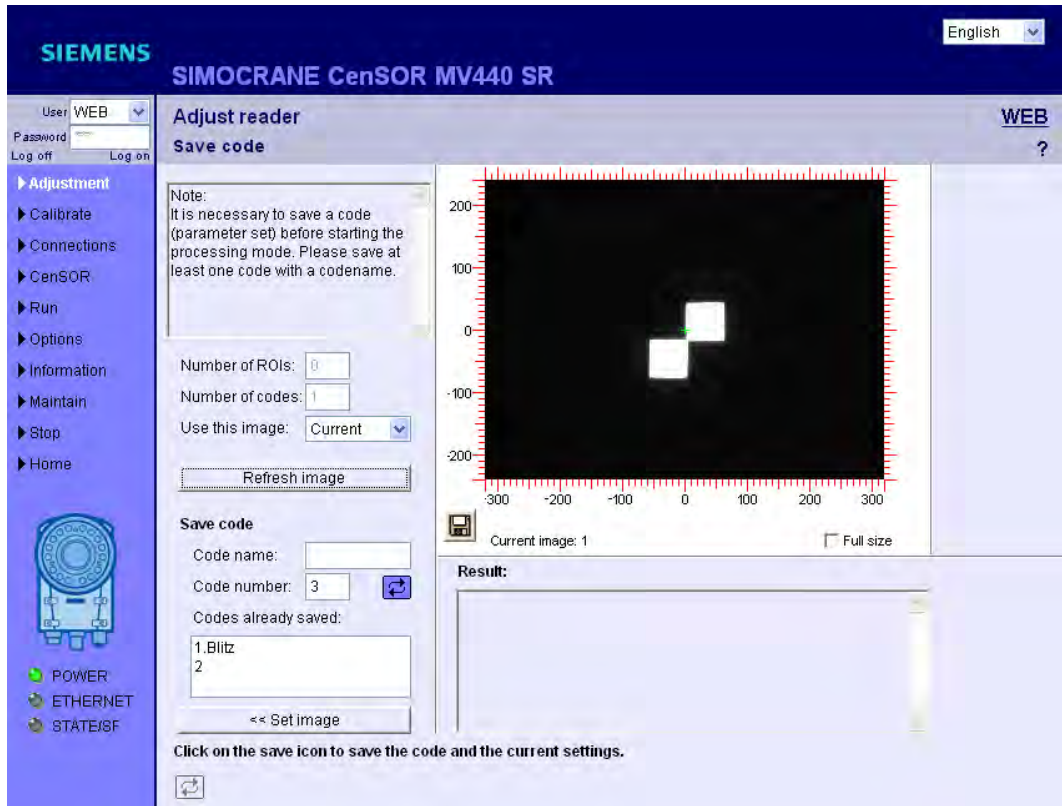 English
SIEMENS
SIMOCRANE CenSOR MV440 SR
User WEB
Password
Log off Log on
Adjust reader
WEB
Save code
?
Adjustment
Calibrate
Connections
CenSOR
Run
Options
Information
Maintain
Stop
Home
POWER
ETHERNET
STATE/SF
Note:
It is necessary to save a code
(parameter set) before starting the
processing mode. Please save at
least one code with a codename.
Number of ROIs: 0
Number of codes: 1
Use this image: Current
Refresh image
Save code
Code name:
Code number: 3
Codes already saved:
1.Blitz
2
<< Set image
200
100
0
-100
-200
-300 -200 -100 0 100 200 300
Current image: 1
Full size
Result:
Click on the save icon to save the code and the current settings.